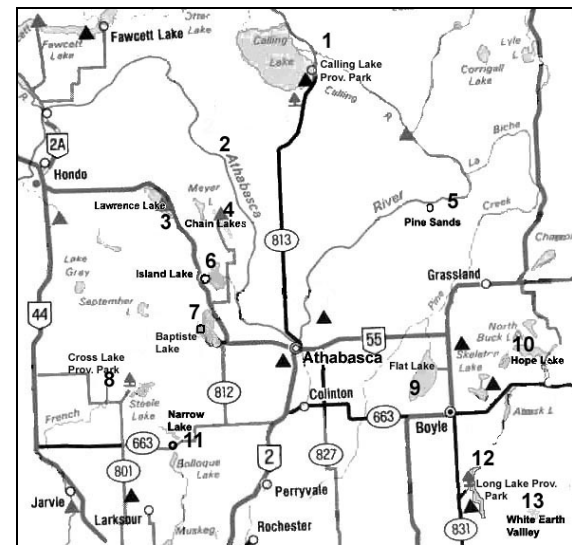 Otter Lake
Fawcett Lake
Fawcett
Lake
1
Calling
Lake
Calling Lake
Prov. Park
Calling
R
Lyle
L
Corrigall
Lake
2A
Hondo
2
Athabasca
La
Biche
Meyer
L
Lawrence Lake
3
4
Chain Lakes
River
5
Pine Sands
Creek
813
Lake
Gray
6
Island Lake
Grassland
Pine
September L
7
Baptiste
Lake
44
55
North
Buck L
10
Hope Lake
Athabasca
Skeleton
Lake
Flat Lake
9
Cross Lake
Prov. Park
8
Steele
Lake
812
Colinton
French
Narrow
Lake
663
Boyle
663
11
801
2
827
12
Long Lake Prov.
Park
13
White Earth
Vallley
Jarvie
Larkspur
Perryvale
Muskeg
Rochester
831